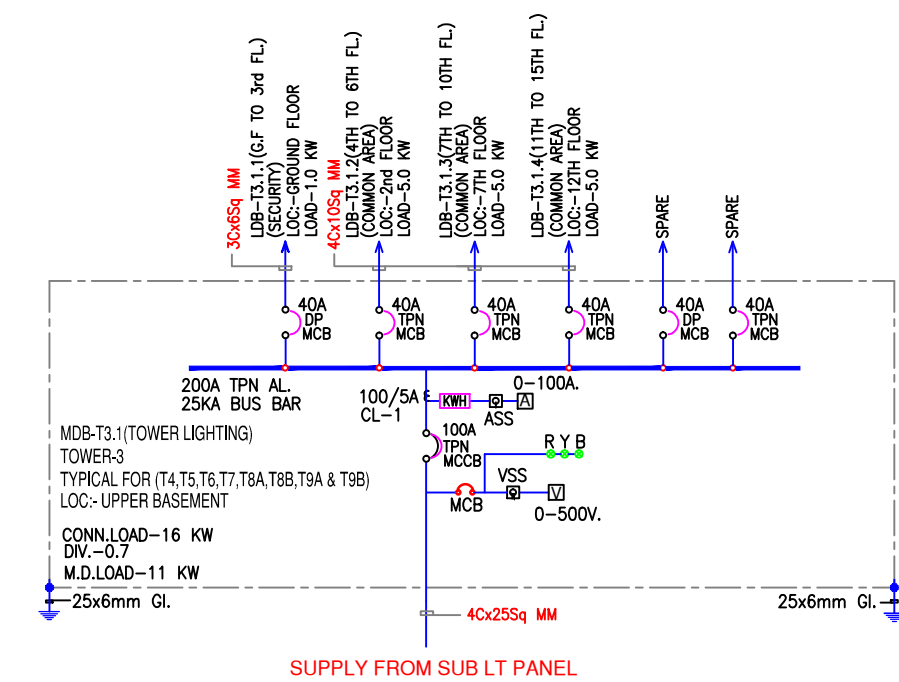 3Cx6Sq MM
LDB-T3.1.1(G.F TO 3rd FL.)
(SECURITY)
LOC:-GROUND FLOOR
LOAD-1.0 KW
4Cx10Sq MM
LDB-T3.1.2(4TH TO 6TH FL.)
(COMMON AREA)
LOC:-2nd FLOOR
LOAD-5.0 KW
LDB-T3.1.3(7TH TO 10TH FL.)
(COMMON AREA)
LOC:-7TH FLOOR
LOAD-5.0 KW
LDB-T3.1.4(11TH TO 15TH FL.)
(COMMON AREA)
LOC:-12TH FLOOR
LOAD-5.0 KW
SPARE
SPARE
40A
DP
MCB
40A
TPN
MCB
40A
TPN
MCB
40A
TPN
MCB
40A
DP
MCB
40A
TPN
MCB
200A TPN AL.
25KA BUS BAR
100/5A
CL-1
KWH
ASS
A
0-100A.
100A
TPN
MCCB
R Y B
MCB
VSS
V
0-500V.
MDB-T3.1(TOWER LIGHTING)
TOWER-3
TYPICAL FOR (T4,T5,T6,T7,T8A,T8B,T9A & T9B)
LOC:- UPPER BASEMENT
CONN.LOAD-16 KW
DIV.-0.7
M.D.LOAD-11 KW
25x6mm GI.
25x6mm GI.
4Cx25Sq MM
SUPPLY FROM SUB LT PANEL